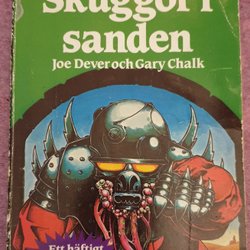 Skuggor i
sanden
Joe Dever och Gary Chalk
Ett häftigt